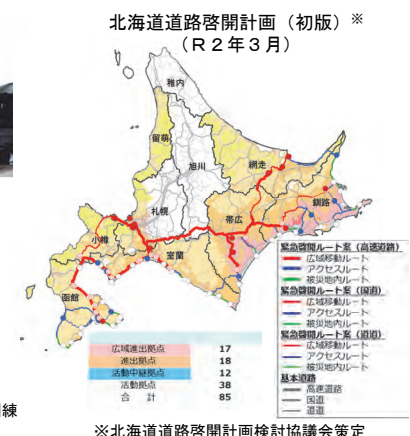 北海道道路啓開計画（初版）※
（Ｒ２年３月）
稚内
留萌
旭川
網走
札幌
帯広
釧路
小樽
室蘭
函館
緊急啓開ルート案（高速道路）
広域移動ルート
アクセスルート
被災地内ルート
緊急啓開ルート案（国道）
広域移動ルート
アクセスルート
被災地内ルート
緊急啓開ルート案（道道）
広域移動ルート
アクセスルート
被災地内ルート
基本道路
高速道路
国道
道道
広域進出拠点 17
進出拠点 18
活動中継拠点 12
活動拠点 38
合 計 85
練
※北海道道路啓開計画検討協議会策定